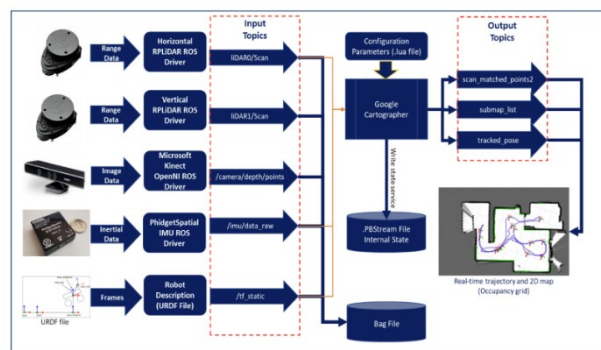 Input
Topics
Output
Topics
Configuration
Parameters (.lua file)
Range
Data
Horizontal
RPLiDAR ROS
Driver
liDAR0/Scan
scan_matched_points2
Range
Data
Vertical
RPLiDAR ROS
Driver
liDAR1/Scan
Google
Cartographer
submap_list
tracked_pose
Image
Data
Microsoft
Kinect
OpenNI ROS
Driver
/camera/depth/points
Write state service
Inertial
Data
PhidgetSpatial
IMU ROS
Driver
/imu/data_raw
.PBStream File
Internal State
Real-time trajectory and 2D map
(Occupancy grid)
Frames
Robot
Description
(URDF File)
/tf_static
URDF file
Bag File